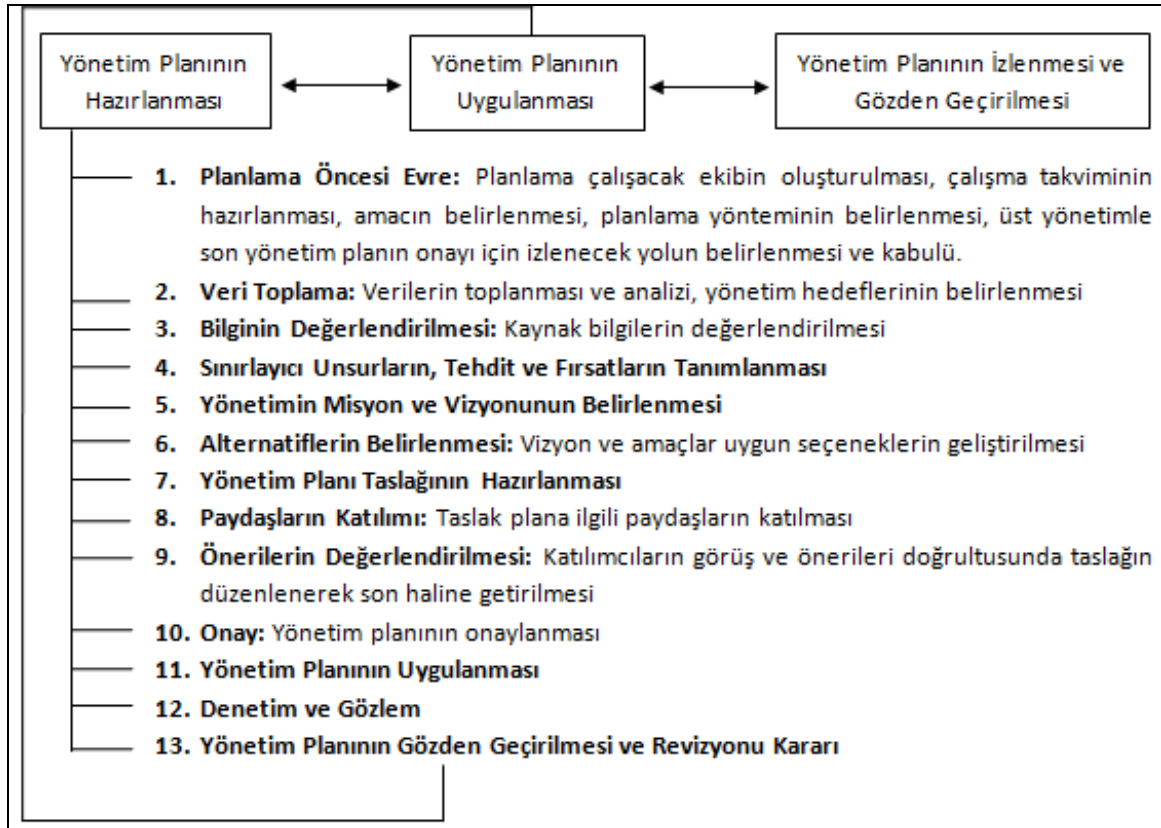 Yönetim Planının
Hazırlanması
Yönetim Planının
Uygulanması
Yönetim Planının İzlenmesi ve
Gözden Geçirilmesi
1. Planlama Öncesi Evre: Planlama çalışacak ekibin oluşturulması, çalışma takviminin
hazırlanması, amacın belirlenmesi, planlama yönteminin belirlenmesi, üst yönetimle
son yönetim planın onayı için izlenecek yolun belirlenmesi ve kabulü.
2. Veri Toplama: Verilerin toplanması ve analizi, yönetim hedeflerinin belirlenmesi
3. Bilginin Değerlendirilmesi: Kaynak bilgilerin değerlendirilmesi
4. Sınırlayıcı Unsurların, Tehdit ve Fırsatların Tanımlanması
5. Yönetimin Misyon ve Vizyonunun Belirlenmesi
6. Alternatiflerin Belirlenmesi: Vizyon ve amaçlar uygun seçeneklerin geliştirilmesi
7. Yönetim Planı Taslağının Hazırlanması
8. Paydaşların Katılımı: Taslak plana ilgili paydaşların katılması
9. Önerilerin Değerlendirilmesi: Katılımcıların görüş ve önerileri doğrultusunda taslağın
düzenlenerek son haline getirilmesi
10. Onay: Yönetim planının onaylanması
11. Yönetim Planının Uygulanması
12. Denetim ve Gözlem
13. Yönetim Planının Gözden Geçirilmesi ve Revizyonu Kararı